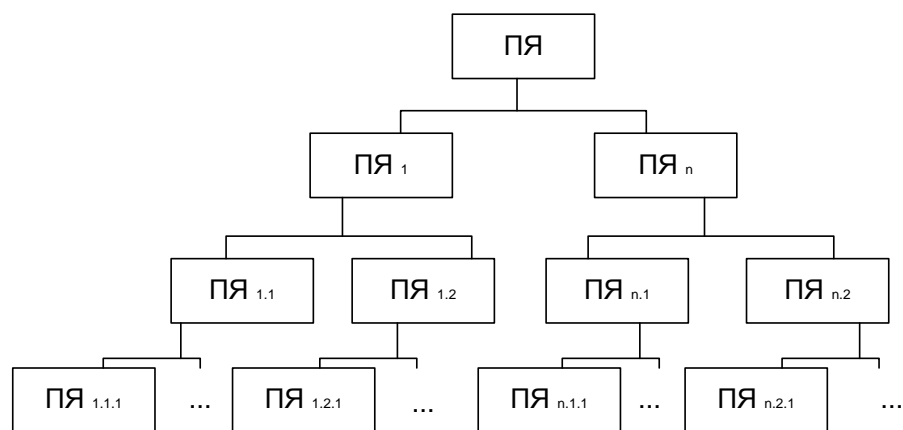 ПЯ
ПЯ 1 ПЯ n
ПЯ 1.1 ПЯ 1.2 ПЯ n.1 ПЯ n.2
ПЯ 1.1.1 ... ПЯ 1.2.1 ... ПЯ n.1.1 ... ПЯ n.2.1 ...